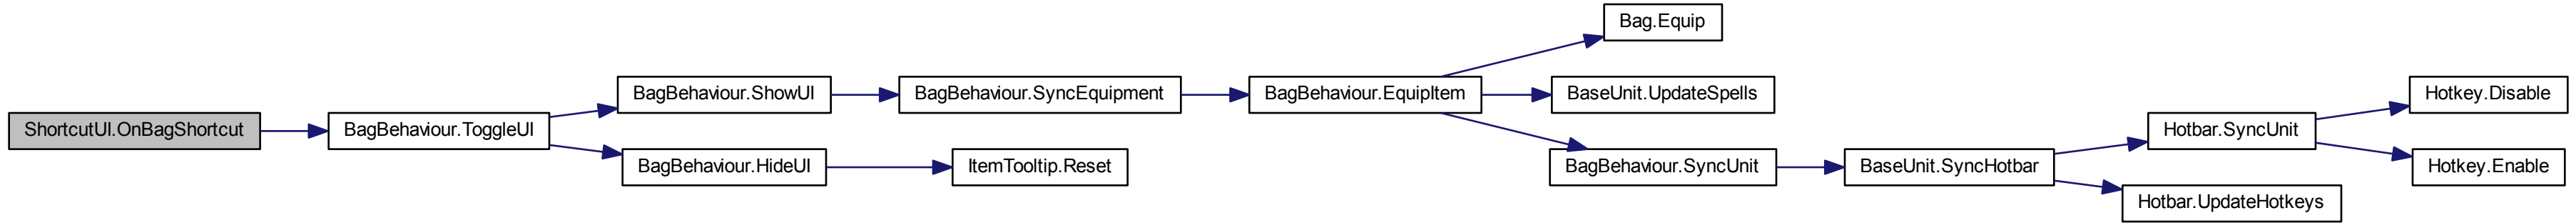 ShortcutUI.OnBagShortcut
BagBehaviour.ToggleUI
BagBehaviour.ShowUI
BagBehaviour.SyncEquipment
BagBehaviour.EquipItem
Bag.Equip
BaseUnit.UpdateSpells
BagBehaviour.SyncUnit
BaseUnit.SyncHotbar
Hotbar.SyncUnit
Hotkey.Disable
Hotkey.Enable
Hotbar.UpdateHotkeys
BagBehaviour.HideUI
ItemTooltip.Reset